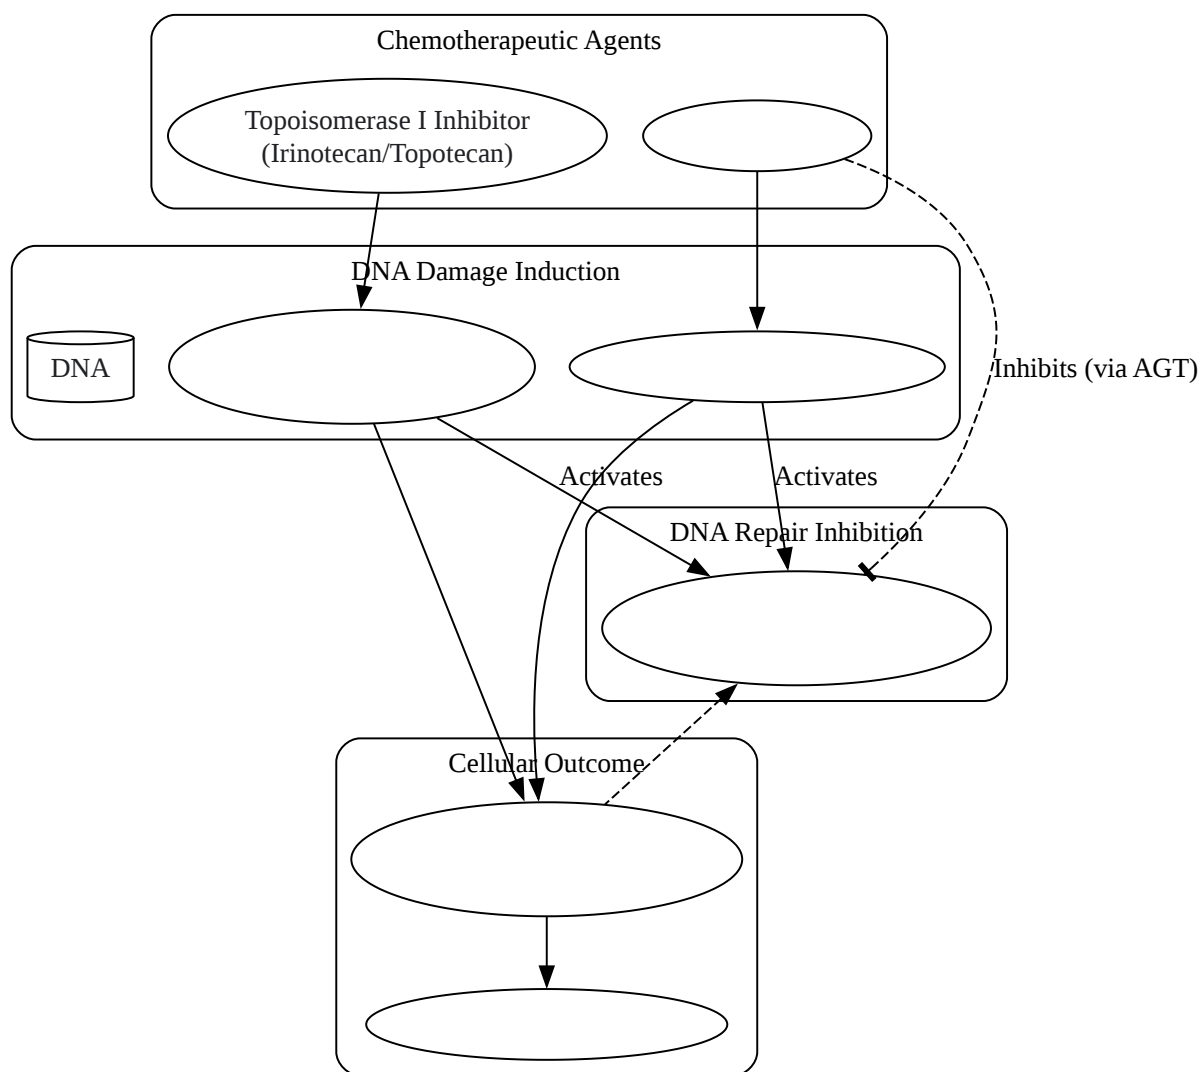 Chemotherapeutic Agents
Topoisomerase I Inhibitor
(Irinotecan/Topotecan)
DNA Damage Induction
DNA
Inhibits (via AGT)
Activates
Activates
DNA Repair Inhibition
Cellular Outcome